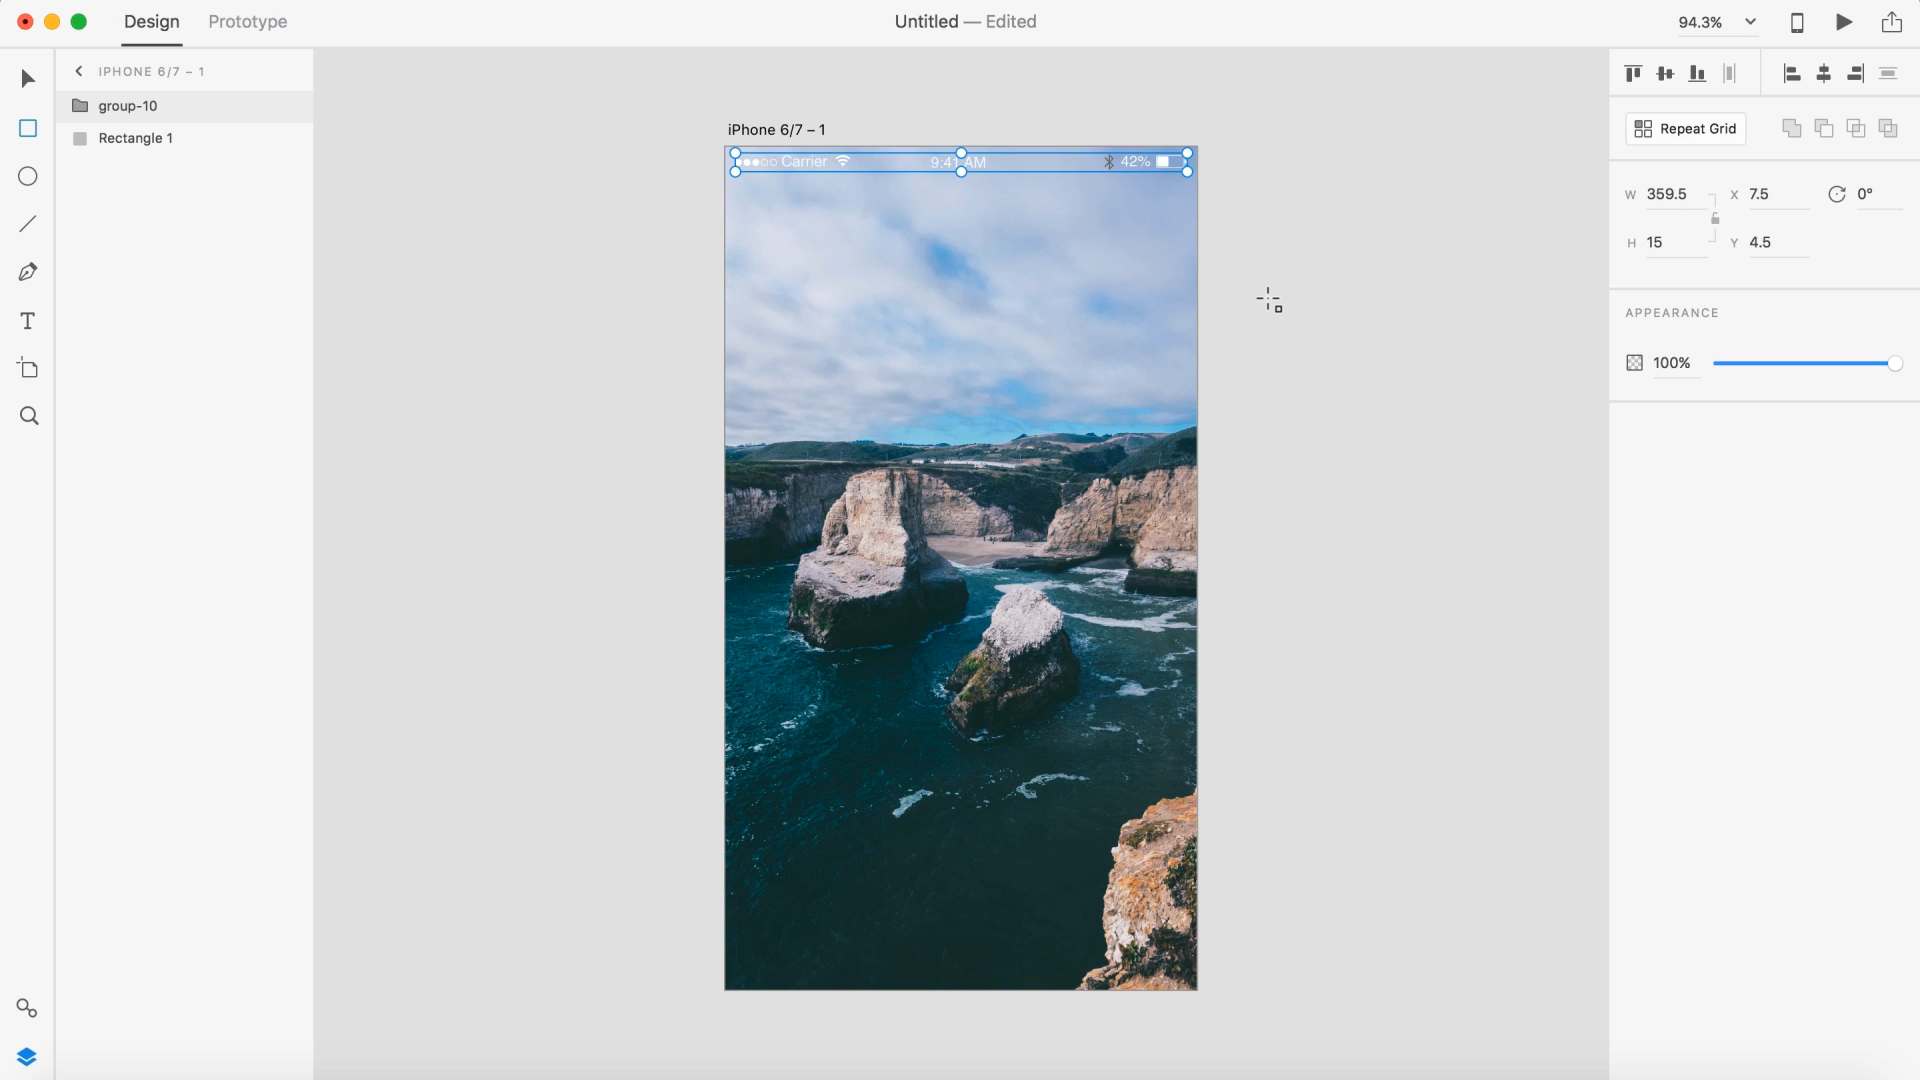 Design Prototype Untitled — Edited 94.3%
IPHONE 6/7 – 1
group-10
Rectangle 1
iPhone 6/7 – 1
Carrier 9:41 AM 42%
Repeat Grid
W 359.5 X 7.5 0°
H 15 Y 4.5
APPEARANCE
100%